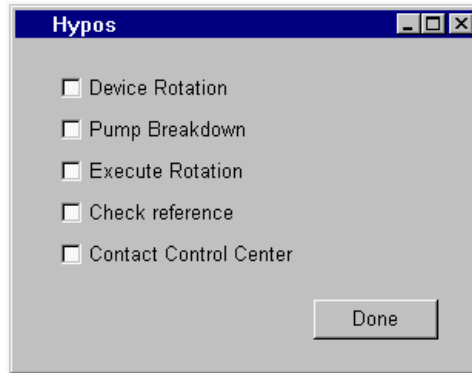 Hypos
Device Rotation
Pump Breakdown
Execute Rotation
Check reference
Contact Control Center
Done